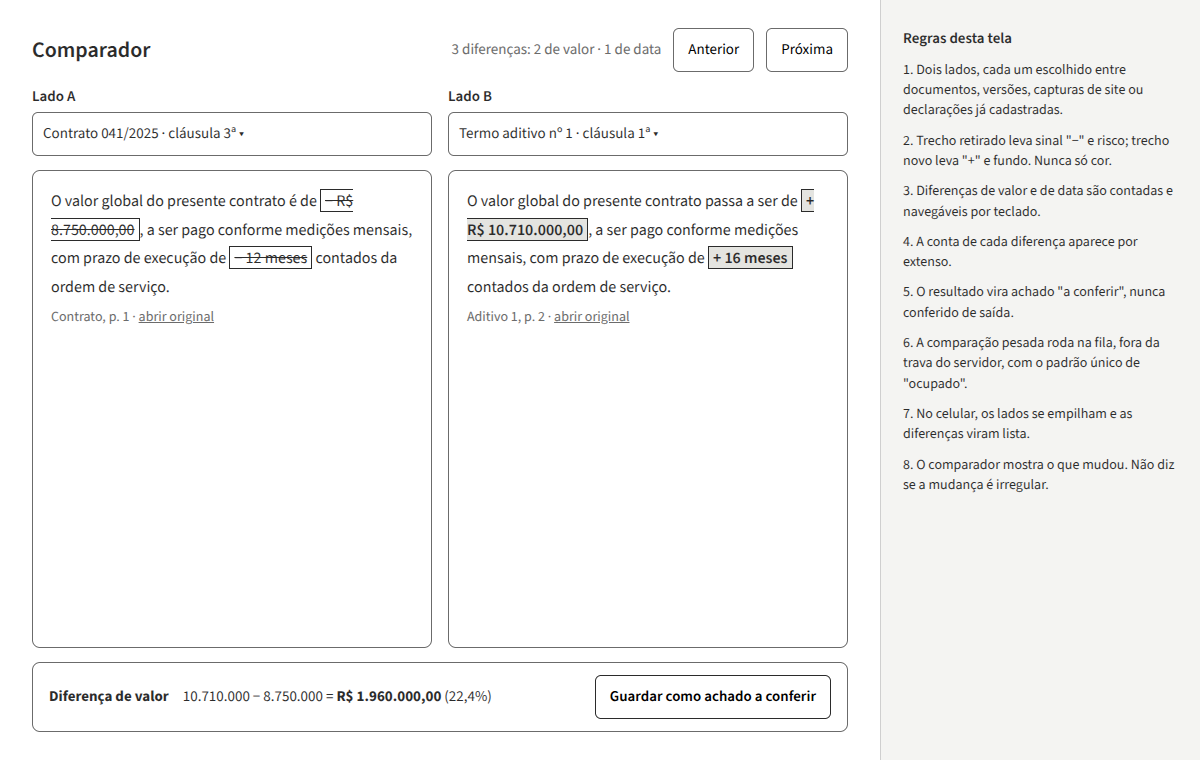 Comparador
3 diferenças: 2 de valor · 1 de data
Anterior
Próxima
Lado A
Contrato 041/2025 · cláusula 3ª ▾
Lado B
Termo aditivo nº 1 · cláusula 1ª ▾
O valor global do presente contrato é de − R$
8.750.000,00, a ser pago conforme medições mensais,
com prazo de execução de − 12 meses contados da
ordem de serviço.
Contrato, p. 1 · abrir original
O valor global do presente contrato passa a ser de +
R$ 10.710.000,00, a ser pago conforme medições
mensais, com prazo de execução de + 16 meses
contados da ordem de serviço.
Aditivo 1, p. 2 · abrir original
Diferença de valor 10.710.000 − 8.750.000 = R$ 1.960.000,00 (22,4%)
Guardar como achado a conferir
Regras desta tela
1. Dois lados, cada um escolhido entre
documentos, versões, capturas de site ou
declarações já cadastradas.
2. Trecho retirado leva sinal "−" e risco; trecho
novo leva "+" e fundo. Nunca só cor.
3. Diferenças de valor e de data são contadas e
navegáveis por teclado.
4. A conta de cada diferença aparece por
extenso.
5. O resultado vira achado "a conferir", nunca
conferido de saída.
6. A comparação pesada roda na fila, fora da
trava do servidor, com o padrão único de
"ocupado".
7. No celular, os lados se empilham e as
diferenças viram lista.
8. O comparador mostra o que mudou. Não diz
se a mudança é irregular.